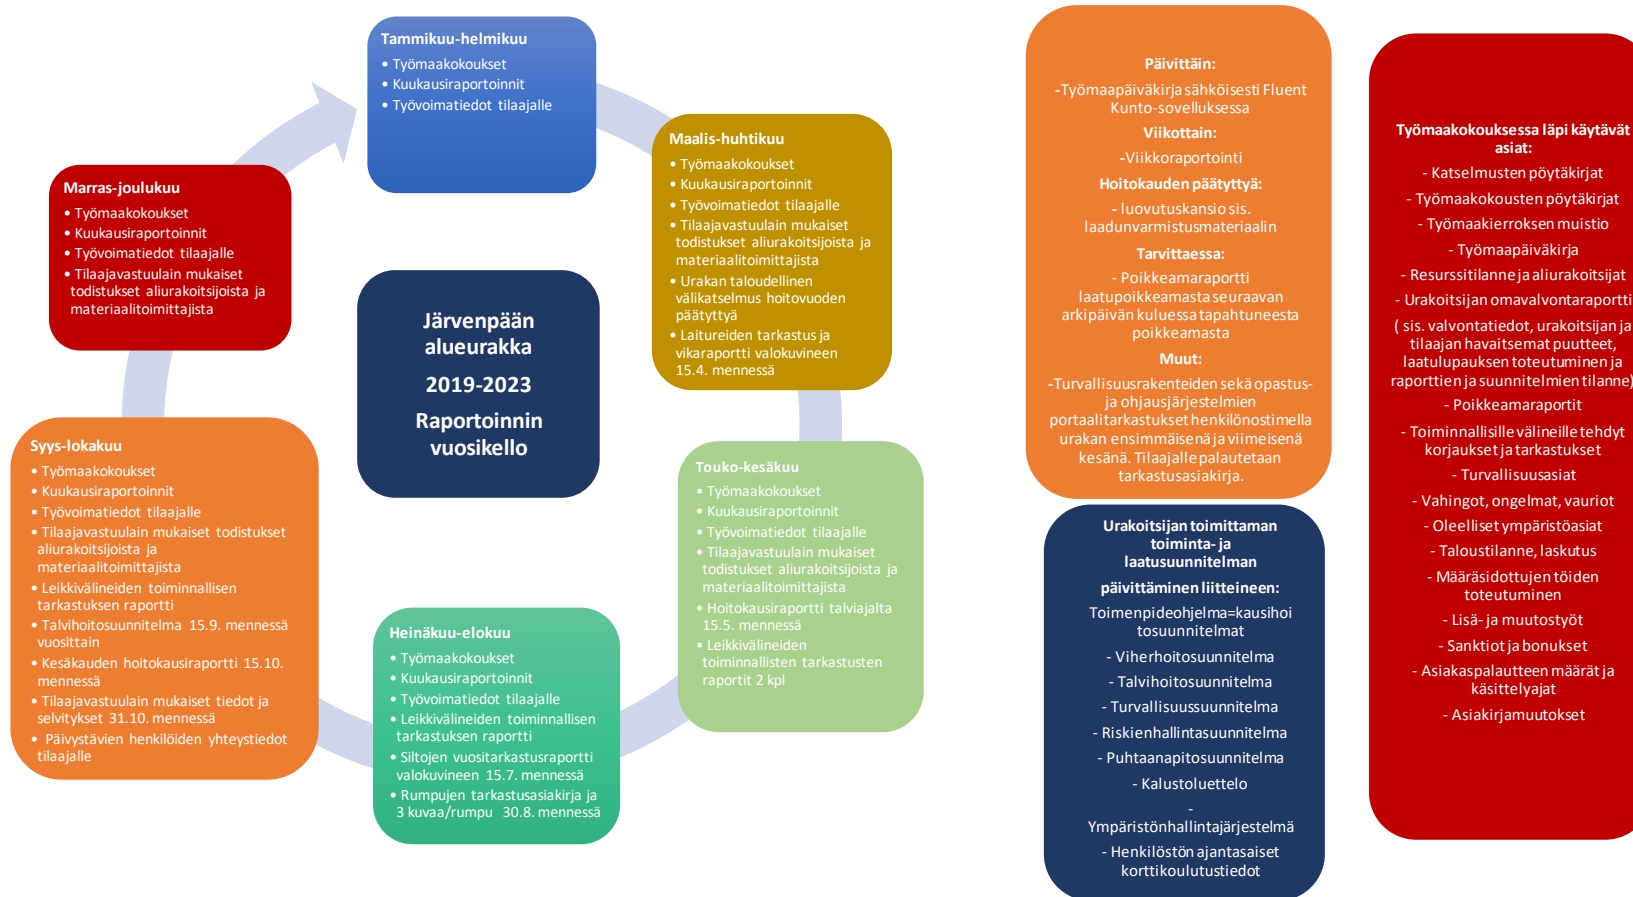 Tammikuu-helmikuu
• Työmaakokoukset
• Kuukausiraportoinnit
• Työvoimatiedot tilaajalle
Maalis-huhtikuu
• Työmaakokoukset
• Kuukausiraportoinnit
• Työvoimatiedot tilaajalle
• Tilaajavastuulain mukaiset
todistukset aliurakoitsijoista ja
materiaalitoimittajista
• Urakan taloudellinen
välikatselmus hoitovuoden
päätyttyä
• Laitureiden tarkastus ja
vikaraportti valokuvineen
15.4. mennessä
Touko-kesäkuu
• Työmaakokoukset
• Kuukausiraportoinnit
• Työvoimatiedot tilaajalle
• Tilaajavastuulain mukaiset
todistukset aliurakoitsijoista ja
materiaalitoimittajista
• Hoitokausiraportti talviajalta
15.5. mennessä
• Leikkivälineiden
toiminnallisten tarkastusten
raportit 2 kpl
Heinäkuu-elokuu
• Työmaakokoukset
• Kuukausiraportoinnit
• Työvoimatiedot tilaajalle
• Leikkivälineiden toiminnallisen
tarkastuksen raportti
• Siltojen vuositarkastusraportti
valokuvineen 15.7. mennessä
• Rumpujen tarkastusasiakirja ja
3 kuvaa/rumpu 30.8. mennessä
Syys-lokakuu
• Työmaakokoukset
• Kuukausiraportoinnit
• Työvoimatiedot tilaajalle
• Tilaajavastuulain mukaiset todistukset
aliurakoitsijoista ja
materiaalitoimittajista
• Leikkivälineiden toiminnallisen
tarkastuksen raportti
• Talvihoitosuunnitelma 15.9. mennessä
vuosittain
• Kesäkauden hoitokausiraportti 15.10.
mennessä
• Tilaajavastuulain mukaiset tiedot ja
selvitykset 31.10. mennessä
• Päivystävien henkilöiden yhteystiedot
tilaajalle
Marras-joulukuu
• Työmaakokoukset
• Kuukausiraportoinnit
• Työvoimatiedot tilaajalle
• Tilaajavastuulain mukaiset
todistukset aliurakoitsijoista ja
materiaalitoimittajista
Järvenpään
alueurakka
2019-2023
Raportoinnin
vuosikello
Päivittäin:
-Työmaapäiväkirja sähköisesti Fluent
Kunto-sovelluksessa
Viikottain:
-Viikkoraportointi
Hoitokauden päätyttyä:
- luovutuskansio sis.
laadunvarmistusmateriaalin
Tarvittaessa:
- Poikkeamaraportti
laatupoikkeamasta seuraavan
arkipäivän kuluessa tapahtuneesta
poikkeamasta
Muut:
-Turvallisuusrakenteiden sekä opastus-
ja ohjausjärjestelmien
portaalitarkastukset henkilönostimella
urakan ensimmäisenä ja viimeisenä
kesänä. Tilaajalle palautetaan
tarkastusasiakirja.
Urakoitsijan toimittaman
toiminta- ja
laatusuunnitelman
päivittäminen liitteineen:
Toimenpideohjelma=kausihoi
tosuunnitelmat
- Viherhoitosuunnitelma
- Talvihoitosuunnitelma
- Turvallisuussuunnitelma
- Riskienhallintasuunnitelma
- Puhtaanapitosuunnitelma
- Kalustoluettelo
-
Ympäristönhallintajärjestelmä
- Henkilöstön ajantasaiset
korttikoulutustiedot
Työmaakokouksessa läpi käytävät
asiat:
- Katselmusten pöytäkirjat
- Työmaakokousten pöytäkirjat
- Työmaakierroksen muistio
- Työmaapäiväkirja
- Resurssitilanne ja aliurakoitsijat
- Urakoitsijan omavalvontaraportti
( sis. valvontatiedot, urakoitsijan ja
tilaajan havaitsemat puutteet,
laatulupauksen toteutuminen ja
raporttien ja suunnitelmien tilanne)
- Poikkeamaraportit
- Toiminnallisille välineille tehdyt
korjaukset ja tarkastukset
- Turvallisuusasiat
- Vahingot, ongelmat, vauriot
- Oleelliset ympäristöasiat
- Taloustilanne, laskutus
- Määräsidottujen töiden
toteutuminen
- Lisä- ja muutostyöt
- Sanktiot ja bonukset
- Asiakaspalautteen määrät ja
käsittelyajat
- Asiakirjamuutokset